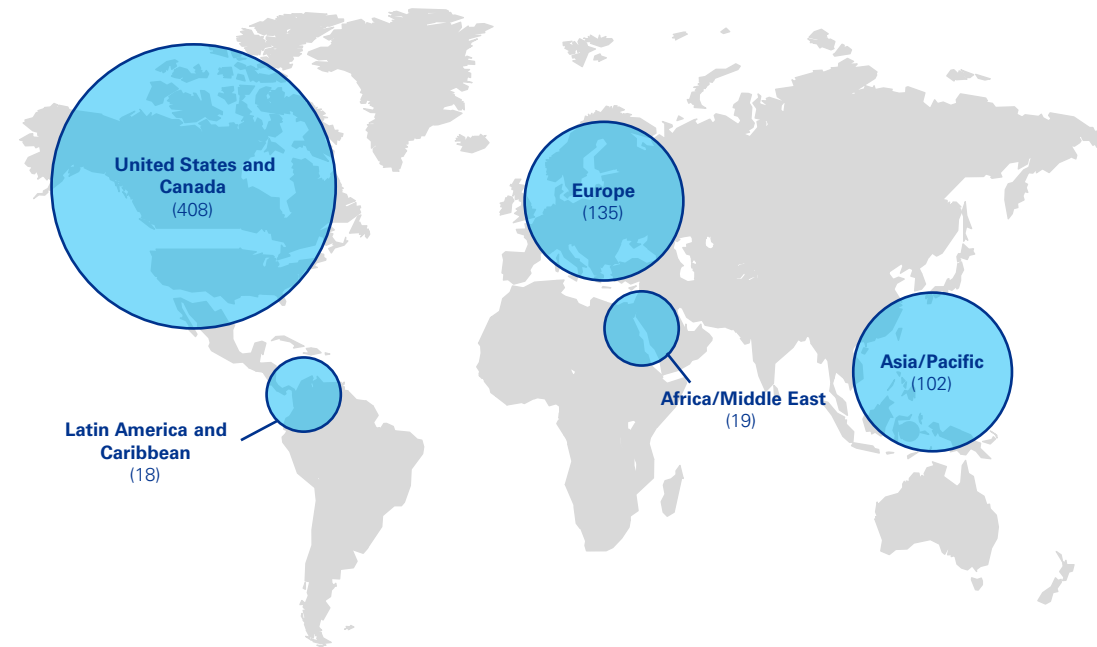 United States and
Canada
(408)
Europe
(135)
Asia/Pacific
(102)
Africa/Middle East
(19)
Latin America and
Caribbean
(18)